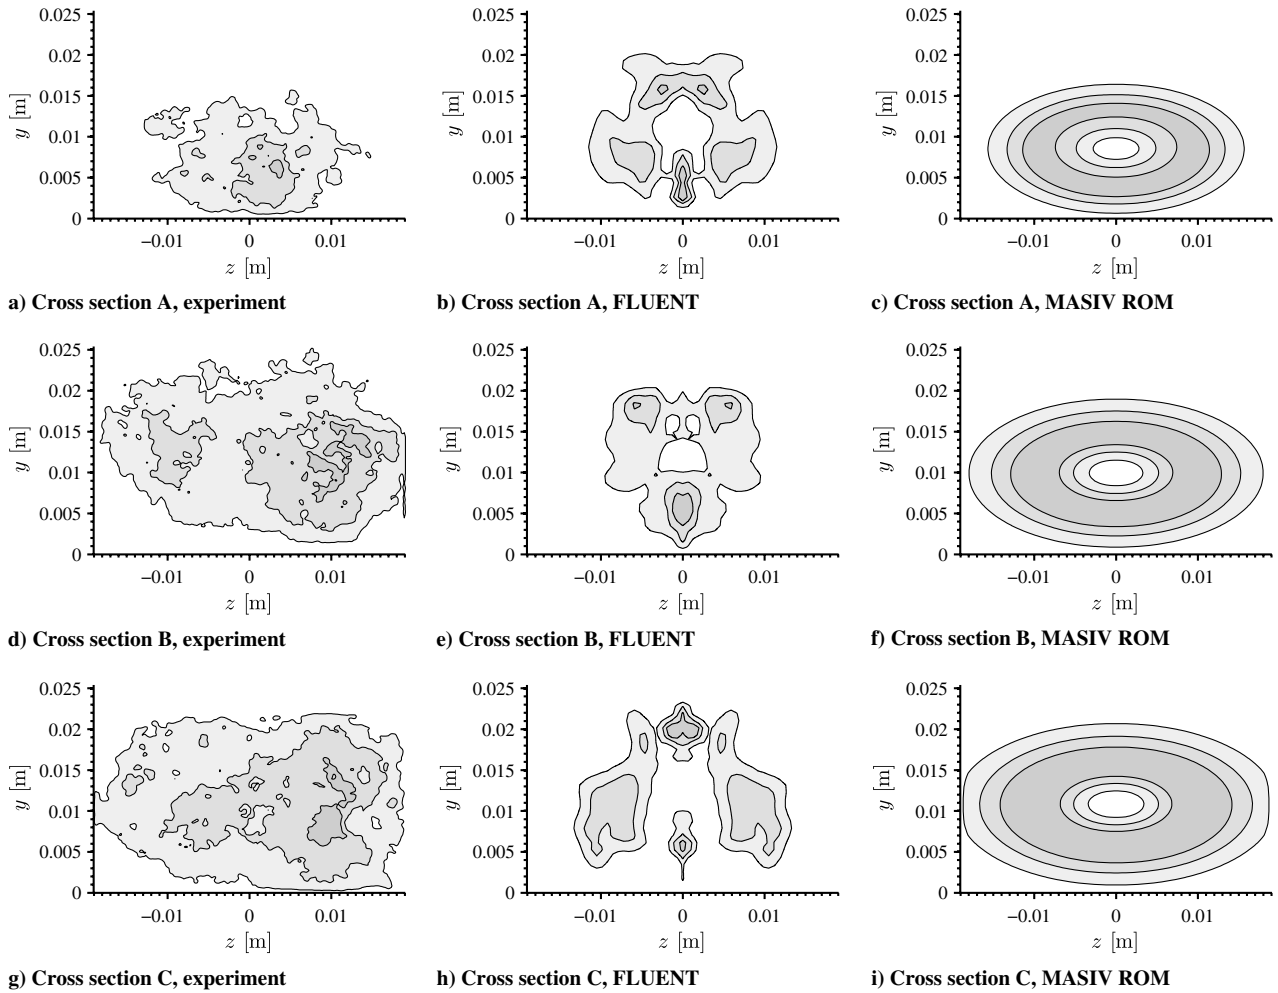 0.025
0.02
0.015
0.01
0.005
0
y [m]
−0.01 0 0.01
z [m]
a) Cross section A, experiment
0.025
0.02
0.015
0.01
0.005
0
y [m]
−0.01 0 0.01
z [m]
b) Cross section A, FLUENT
0.025
0.02
0.015
0.01
0.005
0
y [m]
−0.01 0 0.01
z [m]
c) Cross section A, MASIV ROM
0.025
0.02
0.015
0.01
0.005
0
y [m]
−0.01 0 0.01
z [m]
d) Cross section B, experiment
0.025
0.02
0.015
0.01
0.005
0
y [m]
−0.01 0 0.01
z [m]
e) Cross section B, FLUENT
0.025
0.02
0.015
0.01
0.005
0
y [m]
−0.01 0 0.01
z [m]
f) Cross section B, MASIV ROM
0.025
0.02
0.015
0.01
0.005
0
y [m]
−0.01 0 0.01
z [m]
g) Cross section C, experiment
0.025
0.02
0.015
0.01
0.005
0
y [m]
−0.01 0 0.01
z [m]
h) Cross section C, FLUENT
0.025
0.02
0.015
0.01
0.005
0
y [m]
−0.01 0 0.01
z [m]
i) Cross section C, MASIV ROM